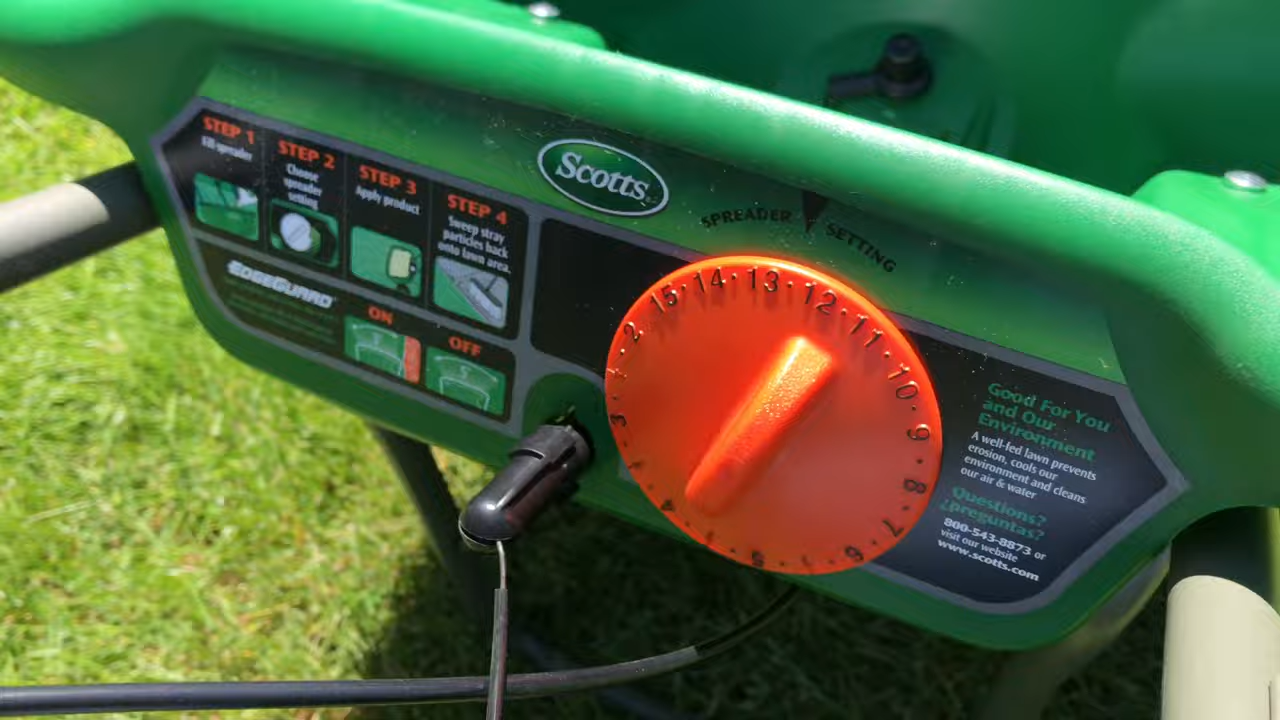 STEP 1
Fill spreader
STEP 2
Choose
spreader
setting
STEP 3
Apply product
STEP 4
Sweep stray
particles back
onto lawn area.
EDGEGUARD
ON
OFF
Scotts
SPREADER SETTING
2 · 15 · 14 · 13 · 12 · 11 · 10 · 9 · 8 · 7 · 6 · 5 · 4 · 3
Good For You
and Our
Environment
A well-fed lawn prevents
erosion, cools our
environment and cleans
our air & water
Questions?
¿preguntas?
800-543-8873 or
visit our website
www.scotts.com